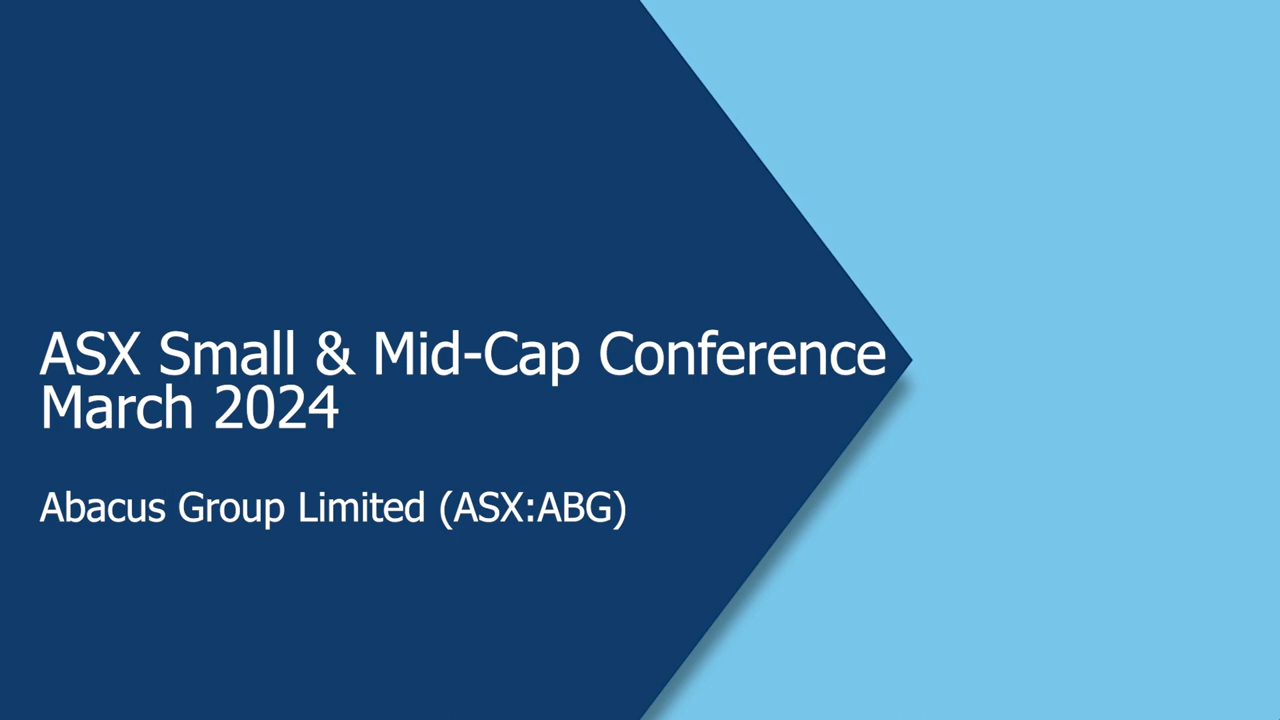 ASX Small & Mid-Cap Conference
March 2024
Abacus Group Limited (ASX:ABG)